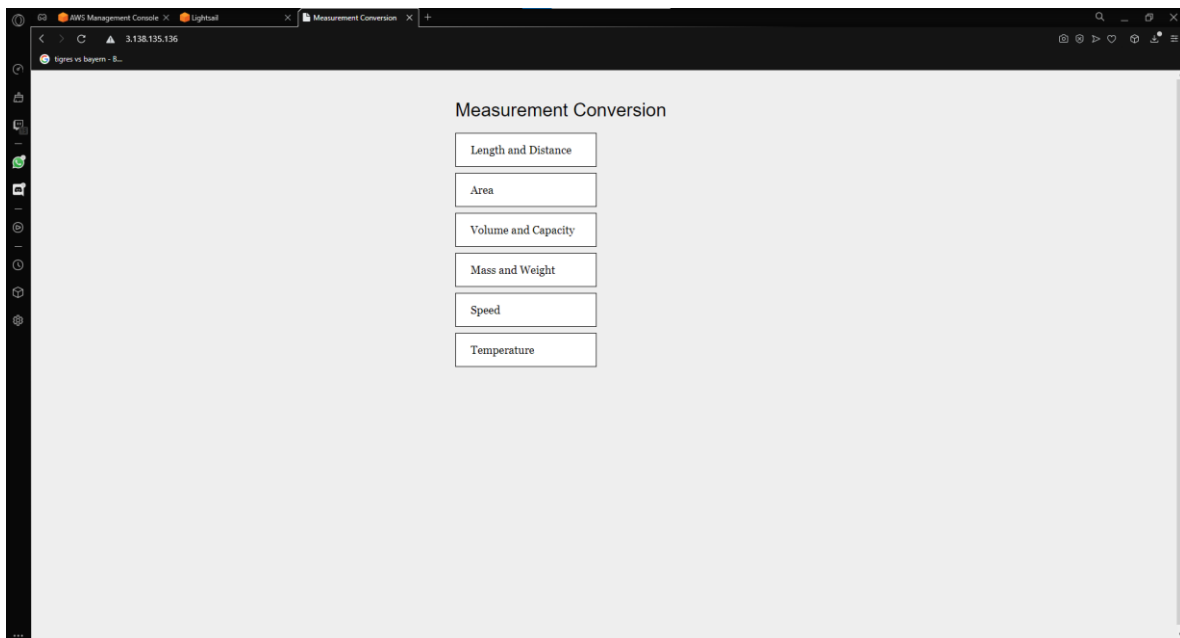 AWS Management Console
Lightsail
Measurement Conversion
3.138.135.136
tigres vs bayern - B...
Measurement Conversion
Length and Distance
Area
Volume and Capacity
Mass and Weight
Speed
Temperature